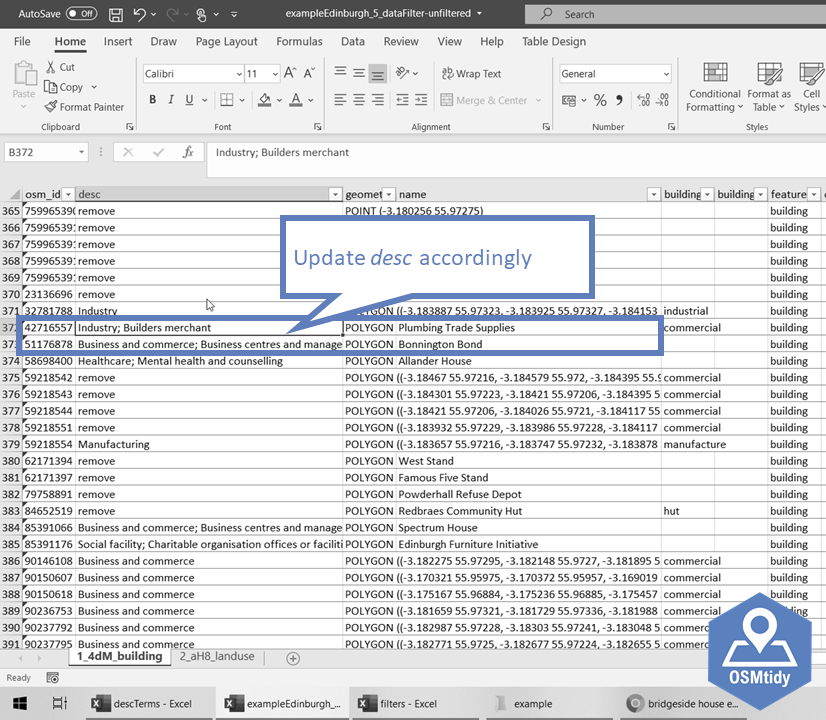 AutoSave Off exampleEdinburgh_5_dataFilter-unfiltered Search
File Home Insert Draw Page Layout Formulas Data Review View Help Table Design
Cut
Copy
Format Painter
Paste
Calibri 11 A A
B I U A
Wrap Text
Merge & Center
General
% 9
Conditional Formatting
Format as Table
Cell Styles
Clipboard Font Alignment Number Styles
B372 fx Industry; Builders merchant
osm_id desc geomet name building building feature
365 759965390 remove POINT (-3.180256 55.97275) building
366 75996539 remove building
367 75996539 remove building
368 75996539 remove building
369 75996539 remove building
370 23136696 remove building
Update desc accordingly
371 32781788 Industry POLYGON ((-3.183887 55.97323, -3.183925 55.97327, -3.184153 industrial building
372 42716557 Industry; Builders merchant POLYGON Plumbing Trade Supplies commercial building
373 51176878 Business and commerce; Business centres and manage POLYGON Bonnington Bond building
374 58698400 Healthcare; Mental health and counselling POLYGON Allander House building
375 59218542 remove POLYGON ((-3.18467 55.97216, -3.184579 55.972, -3.184395 55.9 commercial building
376 59218543 remove POLYGON ((-3.184301 55.97223, -3.18421 55.97206, -3.184395 5 commercial building
377 59218544 remove POLYGON ((-3.18421 55.97206, -3.184026 55.9721, -3.184117 55 commercial building
378 59218551 remove POLYGON ((-3.183932 55.97229, -3.183986 55.97228, -3.184117 commercial building
379 59218554 Manufacturing POLYGON ((-3.183657 55.97216, -3.183747 55.97232, -3.183878 manufacture building
380 62171394 remove POLYGON West Stand building
381 62171397 remove POLYGON Famous Five Stand building
382 79758891 remove POLYGON Powderhall Refuse Depot building
383 84652519 remove POLYGON Redbraes Community Hut hut building
384 85391066 Business and commerce; Business centres and manage POLYGON Spectrum House building
385 85391176 Social facility; Charitable organisation offices or faciliti POLYGON Edinburgh Furniture Initiative building
386 90146108 Business and commerce POLYGON ((-3.182275 55.97295, -3.182148 55.9727, -3.181895 5 commercial building
387 90150607 Business and commerce POLYGON ((-3.170321 55.95975, -3.170372 55.95957, -3.169019 commercial building
388 90150618 Business and commerce POLYGON ((-3.175167 55.96884, -3.175236 55.96885, -3.175457 commercial building
389 90236753 Business and commerce POLYGON ((-3.181659 55.97321, -3.181729 55.97336, -3.181988 commercial building
390 90237792 Business and commerce POLYGON ((-3.182987 55.97228, -3.18303 55.97241, -3.183048 5 commercial
391 90237795 Business and commerce POLYGON ((-3.182771 55.9725, -3.182677 55.97224, -3.182655 5 commercial
OSMtidy
1_4dM_building 2_aH8_landuse
Ready
descTerms - Excel exampleEdinburgh_... filters - Excel example bridgeside house e...